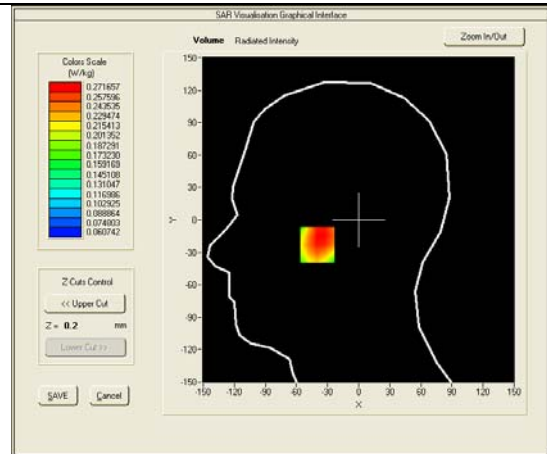 SAR Visualisation Graphical Interface
Volume Radiated Intensity
Zoom In/Out
Colors Scale
(W/kg)
0.271657
0.257596
0.243535
0.229474
0.215413
0.201352
0.187291
0.173230
0.159169
0.145108
0.131047
0.116986
0.102925
0.088864
0.074803
0.060742
Z Cuts Control
<< Upper Cut
Z = 0.2 mm
Lower Cut >>
SAVE Cancel
150-
120-
90-
60-
30-
0-
-30-
-60-
-90-
-120-
-150-
Y
-150 -120 -90 -60 -30 0 30 60 90 120 150
X